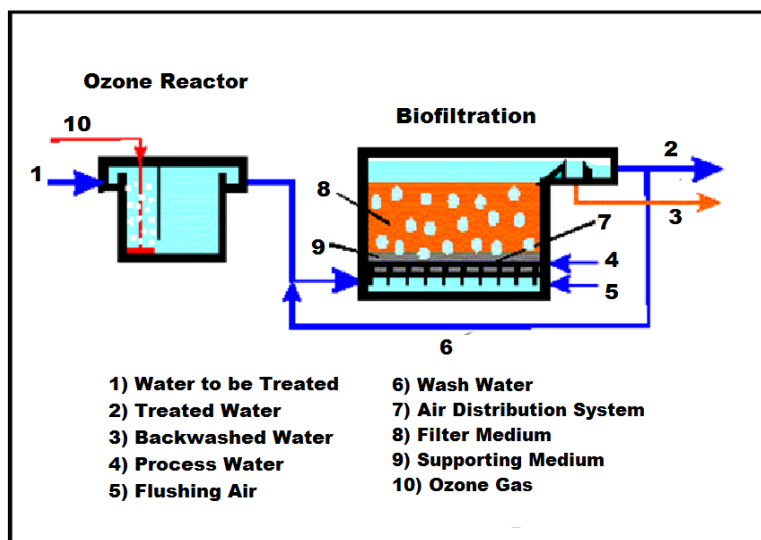 Ozone Reactor
Biofiltration
10
1
2
8
7
3
9
4
5
6
1) Water to be Treated
2) Treated Water
3) Backwashed Water
4) Process Water
5) Flushing Air
6) Wash Water
7) Air Distribution System
8) Filter Medium
9) Supporting Medium
10) Ozone Gas